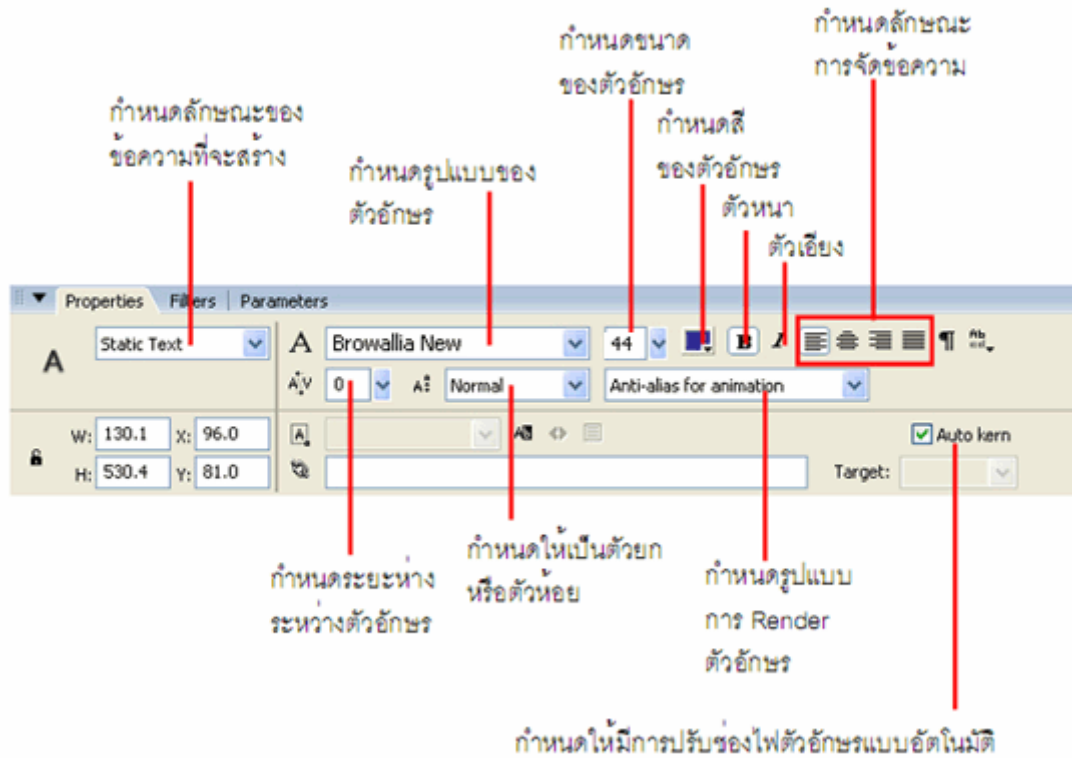 กำหนดลักษณะ
การจัดข้อความ
กำหนดขนาด
ของตัวอักษร
กำหนดลักษณะของ
ข้อความที่จะสร้าง
กำหนดสี
ของตัวอักษร
กำหนดรูปแบบของ
ตัวอักษร
ตัวหนา
ตัวเอียง
Properties Filters Parameters
A Static Text A Browallia New 44 B I ¶
0 Normal Anti-alias for animation
W: 130.1 X: 96.0 Auto kern
H: 530.4 Y: 81.0 Target:
กำหนดระยะห่าง
ระหว่างตัวอักษร
กำหนดให้เป็นตัวยก
หรือตัวห้อย
กำหนดรูปแบบ
การ Render
ตัวอักษร
กำหนดให้มีการปรับช่องไฟตัวอักษรแบบอัตโนมัติ